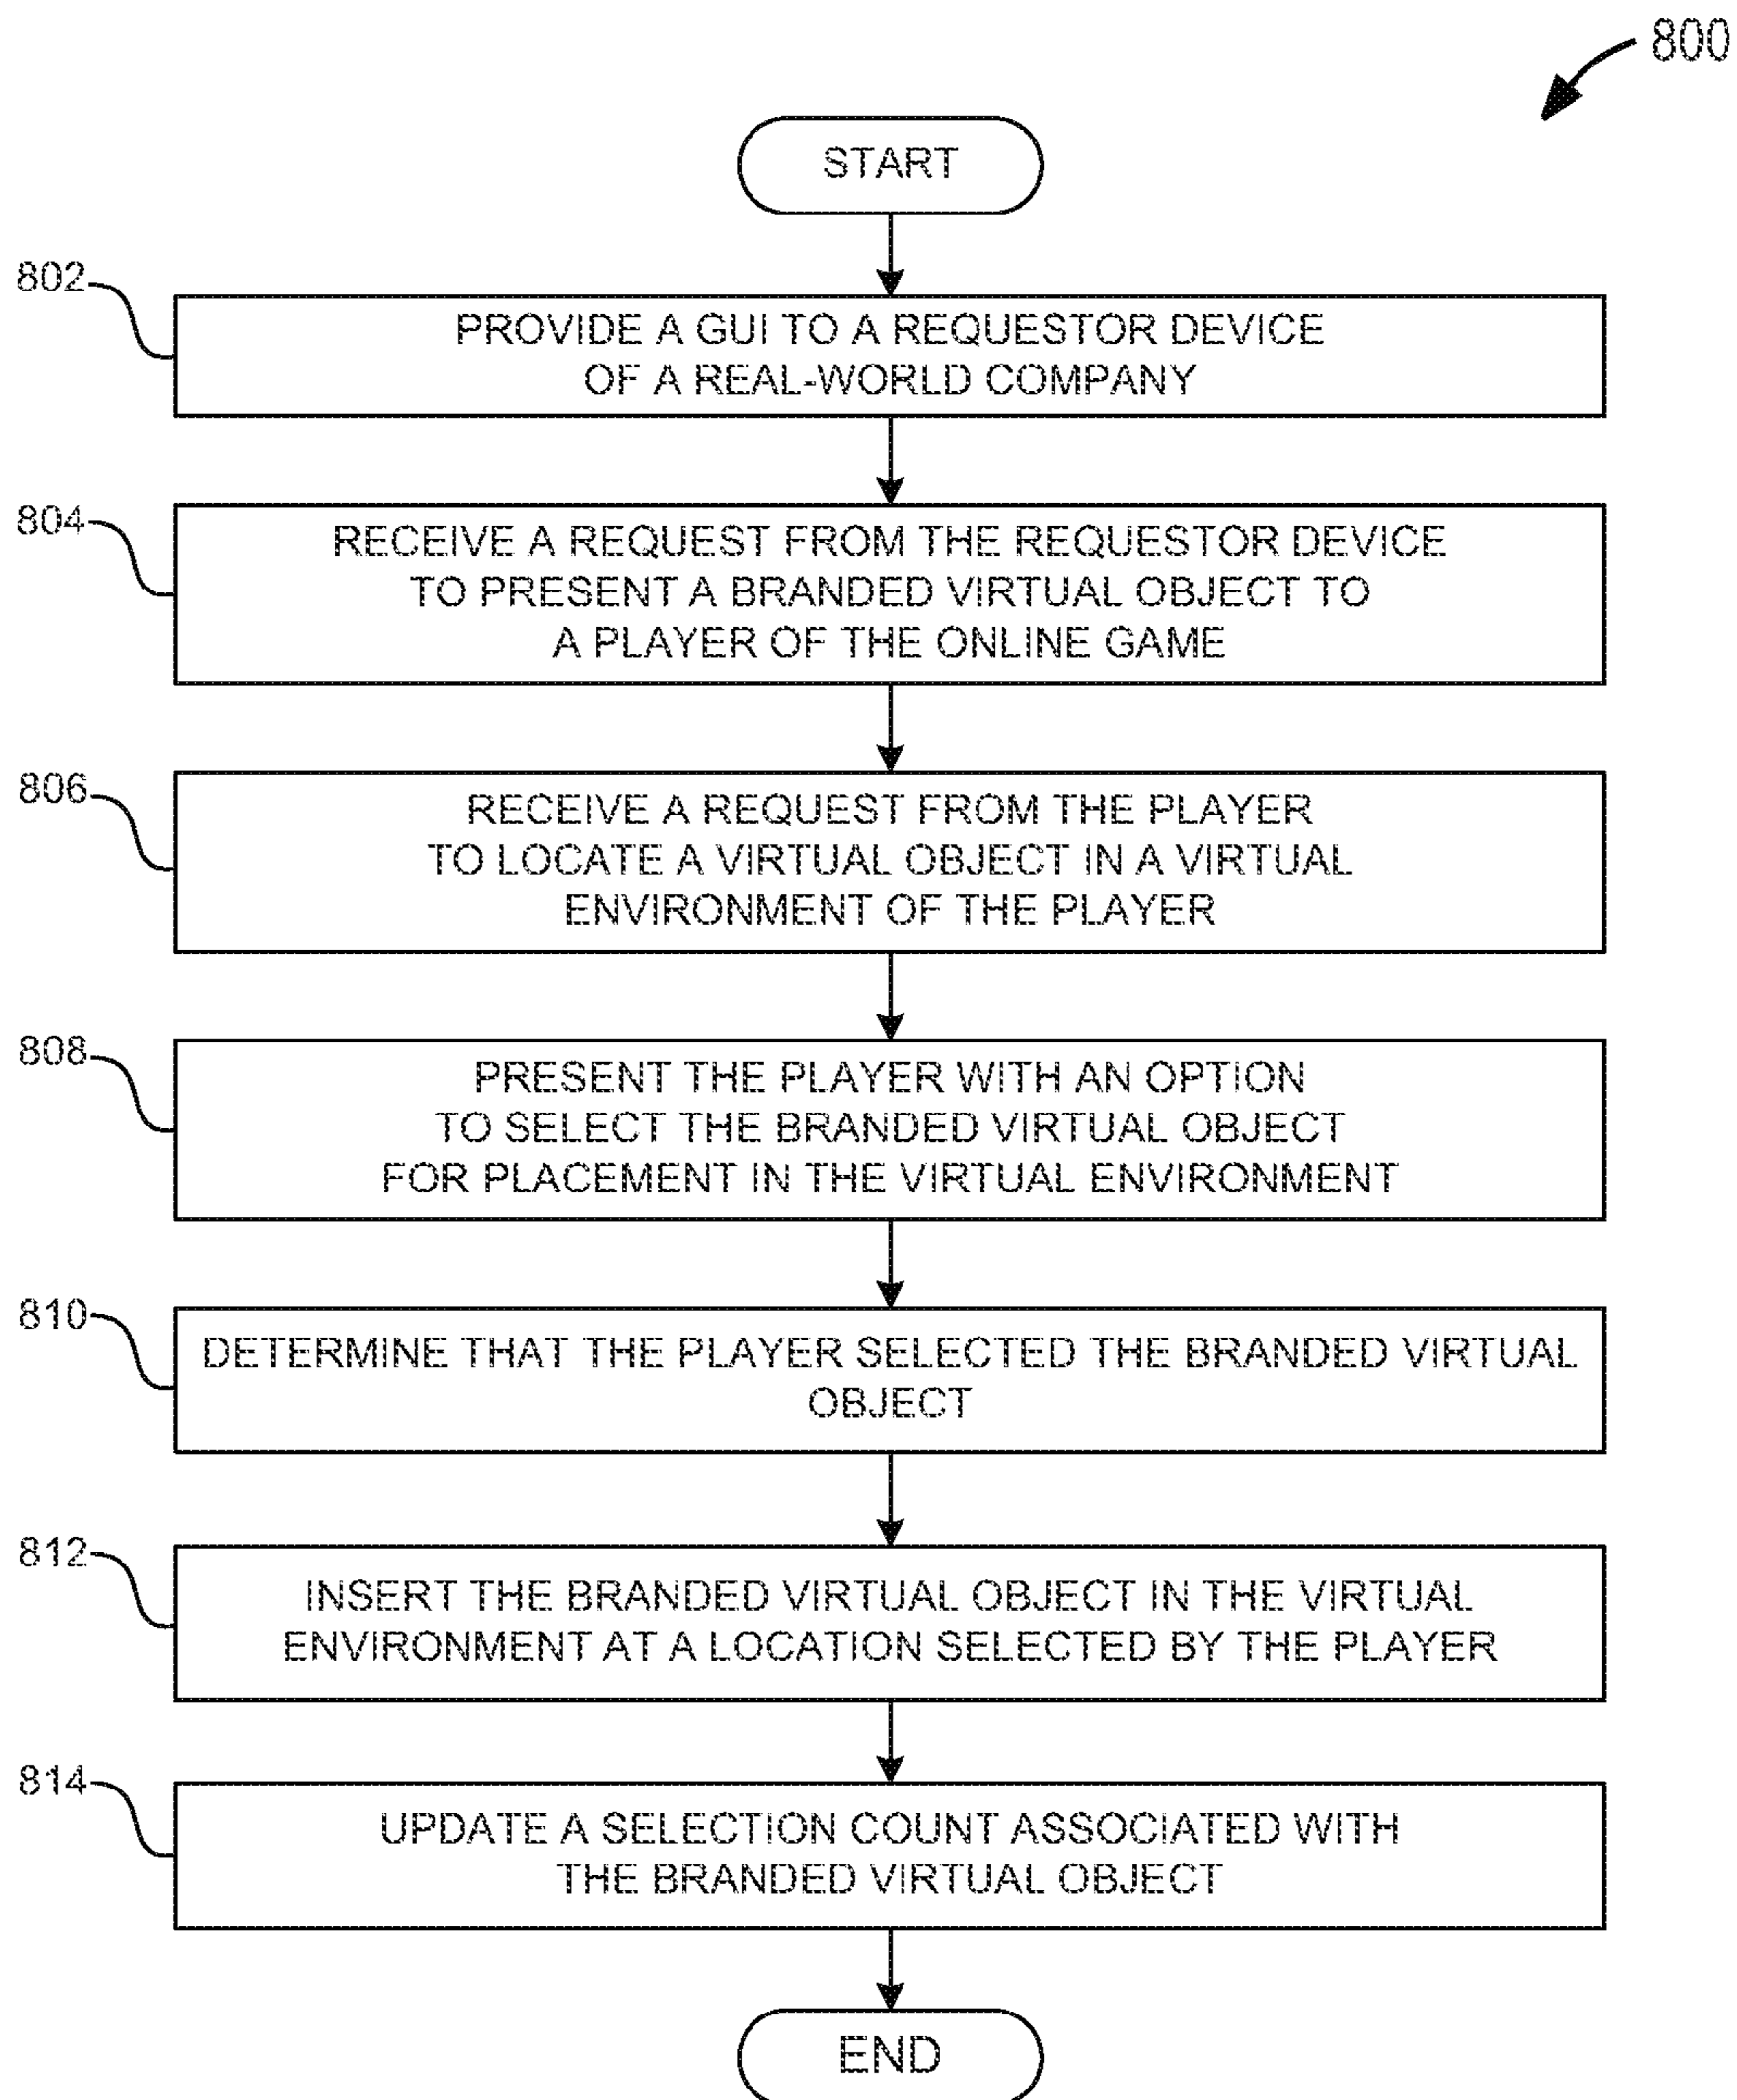 800
START
802
PROVIDE A GUI TO A REQUESTOR DEVICE
OF A REAL-WORLD COMPANY
804
RECEIVE A REQUEST FROM THE REQUESTOR DEVICE
TO PRESENT A BRANDED VIRTUAL OBJECT TO
A PLAYER OF THE ONLINE GAME
806
RECEIVE A REQUEST FROM THE PLAYER
TO LOCATE A VIRTUAL OBJECT IN A VIRTUAL
ENVIRONMENT OF THE PLAYER
808
PRESENT THE PLAYER WITH AN OPTION
TO SELECT THE BRANDED VIRTUAL OBJECT
FOR PLACEMENT IN THE VIRTUAL ENVIRONMENT
810
DETERMINE THAT THE PLAYER SELECTED THE BRANDED VIRTUAL
OBJECT
812
INSERT THE BRANDED VIRTUAL OBJECT IN THE VIRTUAL
ENVIRONMENT AT A LOCATION SELECTED BY THE PLAYER
814
UPDATE A SELECTION COUNT ASSOCIATED WITH
THE BRANDED VIRTUAL OBJECT
END